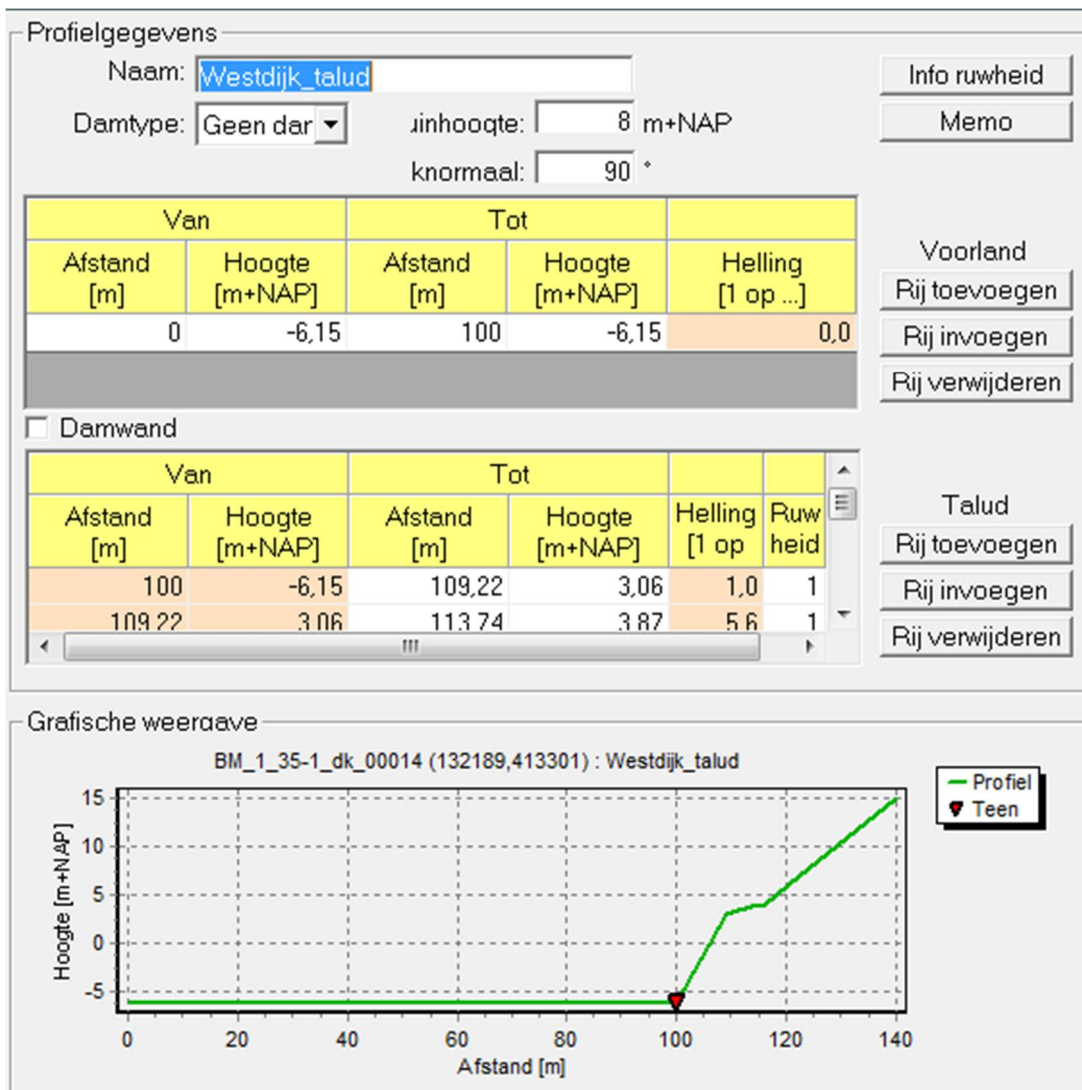 Profielgegevens
Naam: Westdijk_talud
Info ruwheid
Damtype: Geen dar
uinhoogte: 8 m+NAP
Memo
knormaal: 90 °
Van Tot
Afstand [m] Hoogte [m+NAP] Afstand [m] Hoogte [m+NAP] Helling [1 op ...]
0 -6,15 100 -6,15 0,0
Voorland
Rij toevoegen
Rij invoegen
Rij verwijderen
Damwand
Van Tot
Afstand [m] Hoogte [m+NAP] Afstand [m] Hoogte [m+NAP] Helling [1 op Ruw heid
100 -6,15 109,22 3,06 1,0 1
109,22 3,06 113,74 3,87 5,6 1
Talud
Rij toevoegen
Rij invoegen
Rij verwijderen
Grafische weergave
BM_1_35-1_dk_00014 (132189,413301) : Westdijk_talud
Profiel
Teen
Hoogte [m+NAP]
15
10
5
0
-5
0 20 40 60 80 100 120 140
Afstand [m]